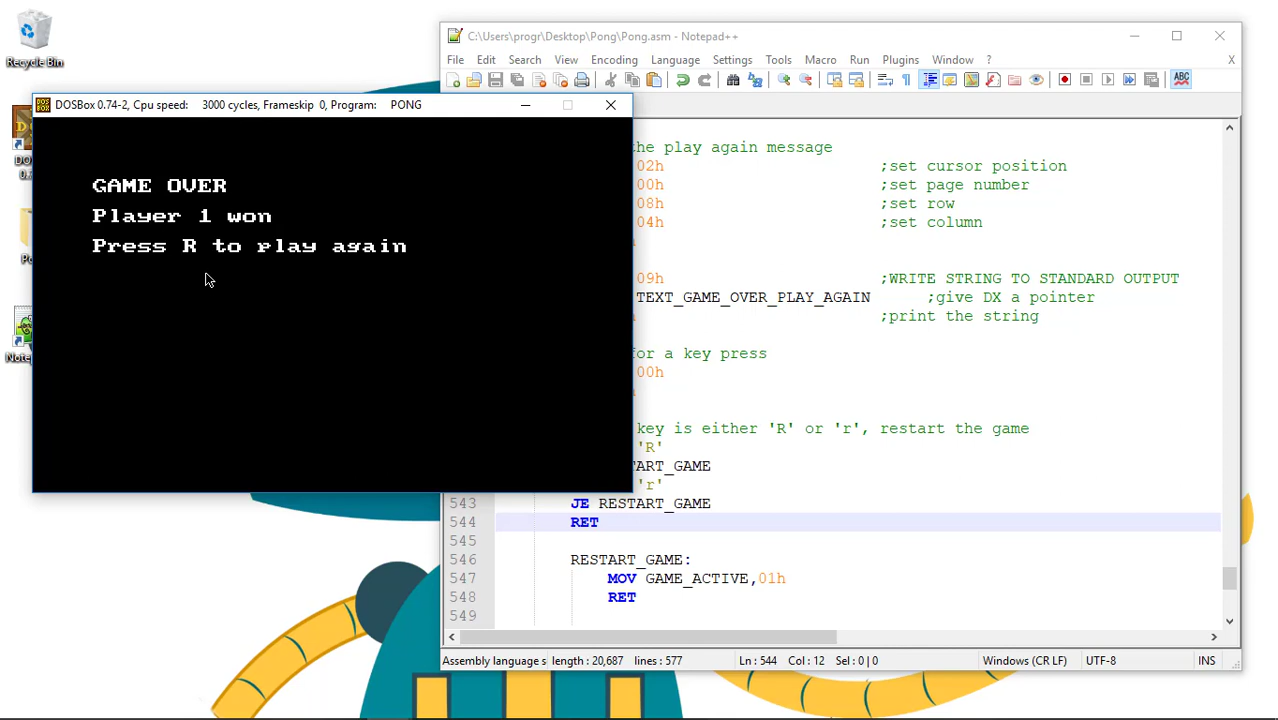 Recycle Bin
C:\Users\progr\Desktop\Pong\Pong.asm - Notepad++
File Edit Search View Encoding Language Settings Tools Macro Run Plugins Window ? X
DOSBox 0.74-2, Cpu speed: 3000 cycles, Frameskip 0, Program: PONG
GAME OVER
Player 1 won
Press R to play again
the play again message
02h ;set cursor position
00h ;set page number
08h ;set row
04h ;set column
09h ;WRITE STRING TO STANDARD OUTPUT
TEXT_GAME_OVER_PLAY_AGAIN ;give DX a pointer
;print the string
for a key press
00h
key is either 'R' or 'r', restart the game
'R'
TART_GAME
'r'
543 JE RESTART_GAME
544 RET
545
546 RESTART_GAME:
547 MOV GAME_ACTIVE,01h
548 RET
549
Assembly language s length : 20,687 lines : 577 Ln : 544 Col : 12 Sel : 0 | 0 Windows (CR LF) UTF-8 INS